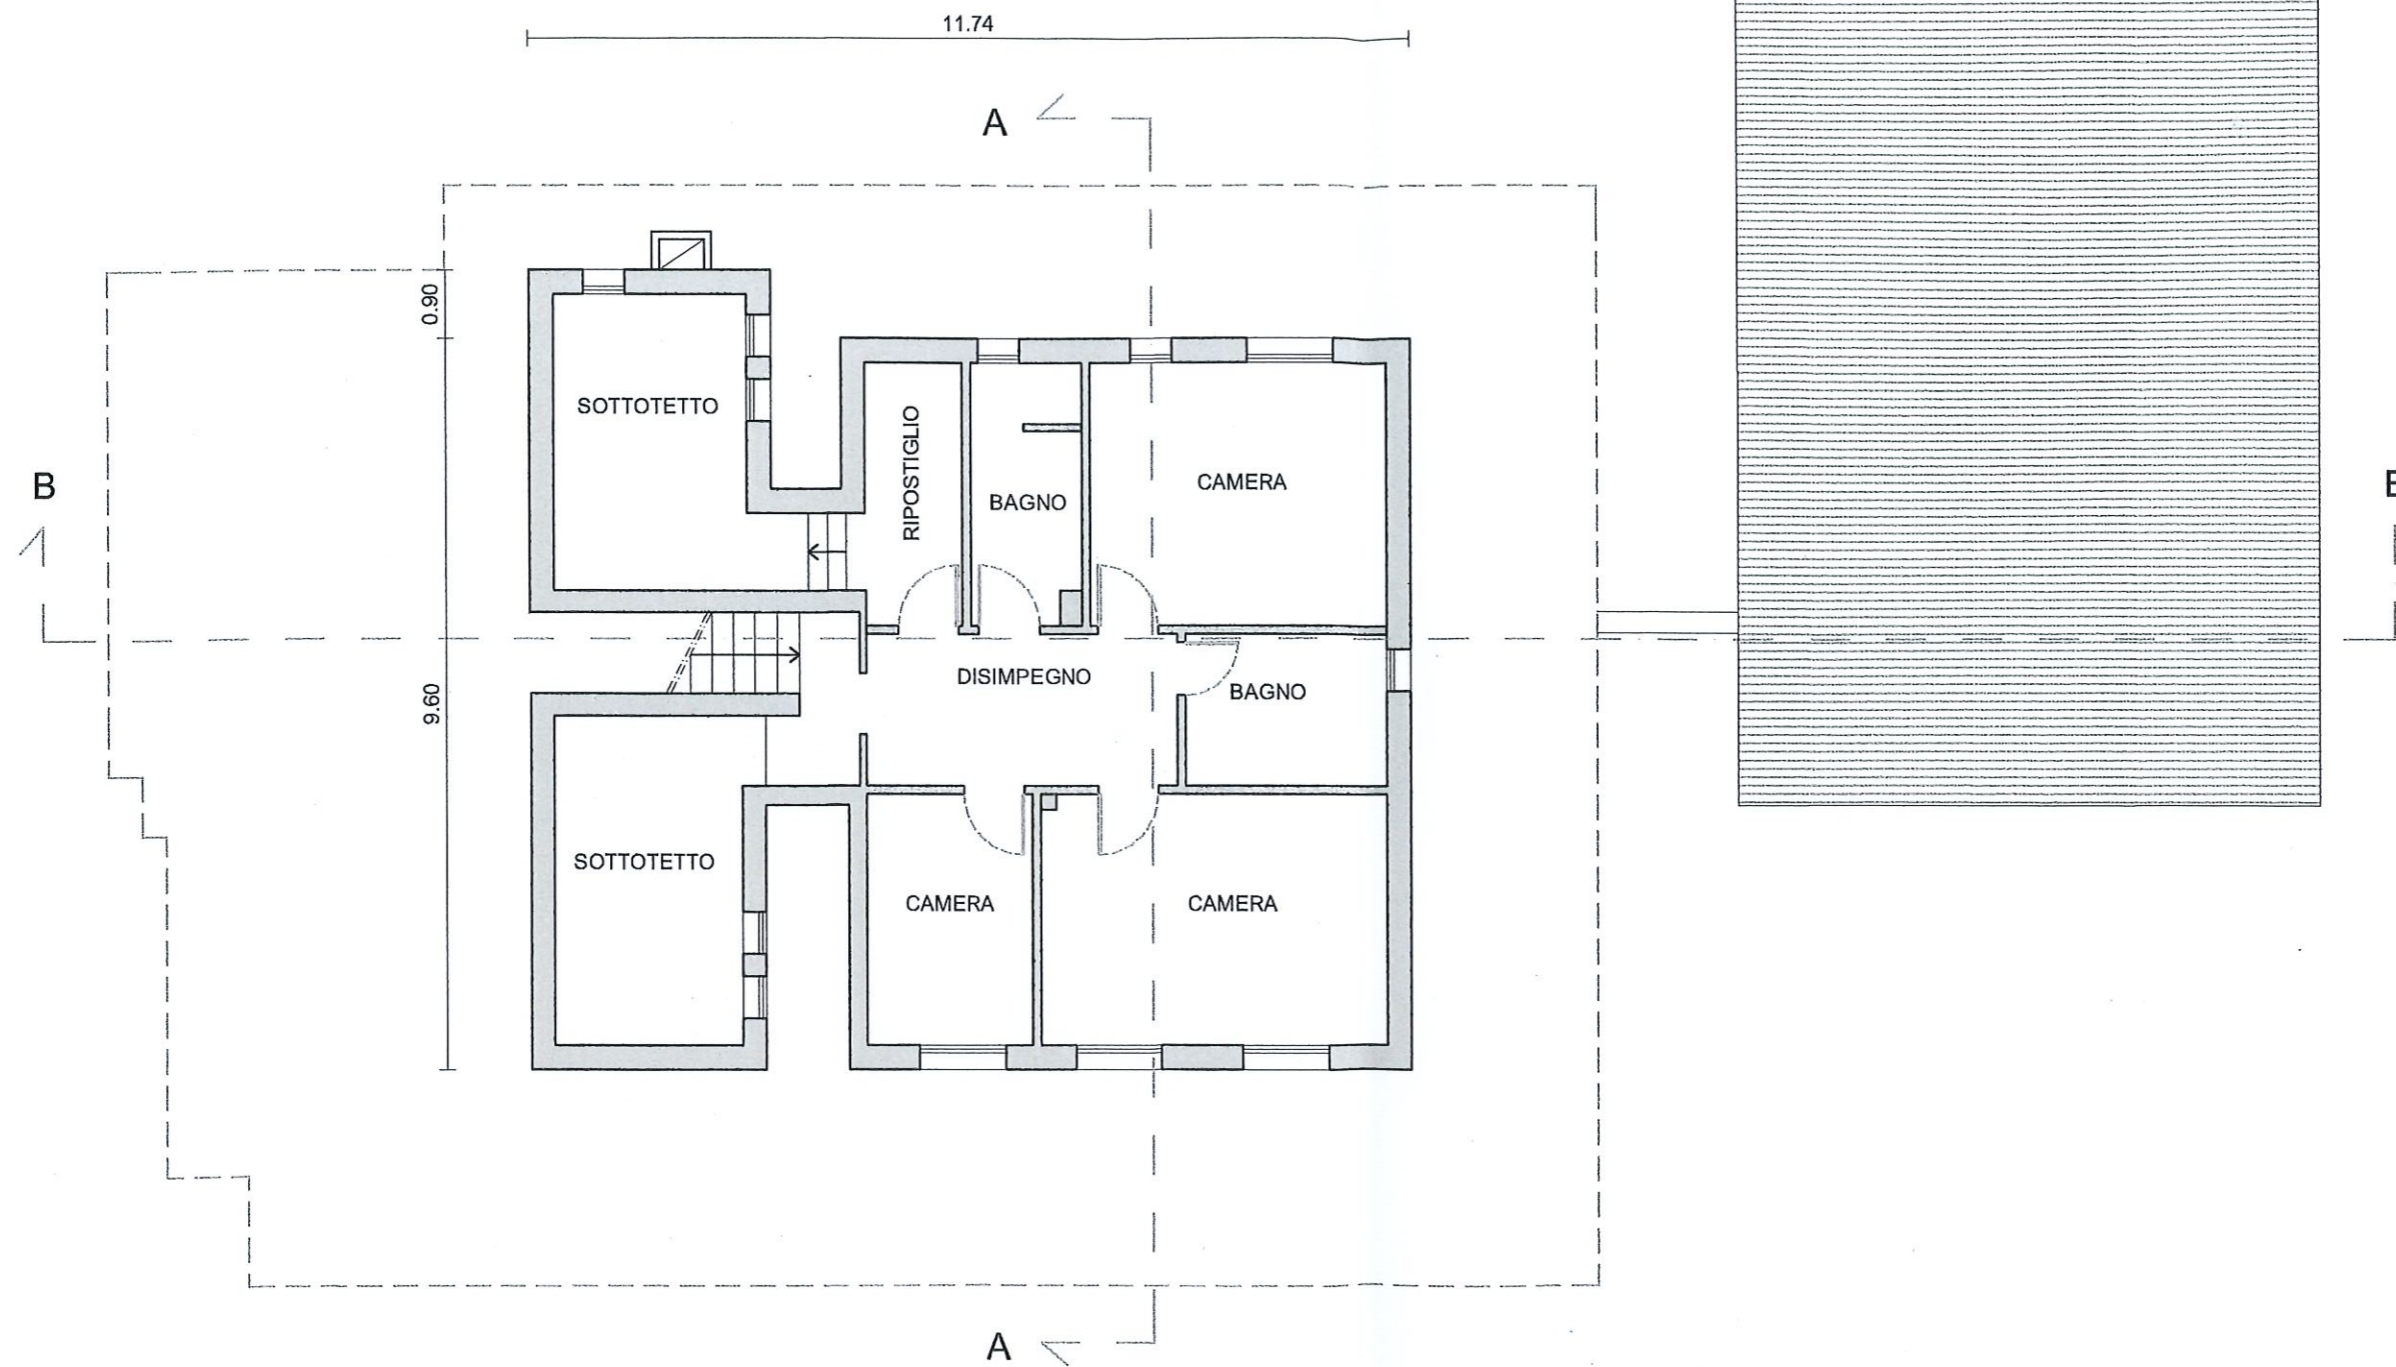 11.74
A
0.90
SOTTOTETTO
RIPOSTIGLIO
CAMERA
B
BAGNO
DISIMPEGNO
BAGNO
9.60
SOTTOTETTO
CAMERA
CAMERA
A